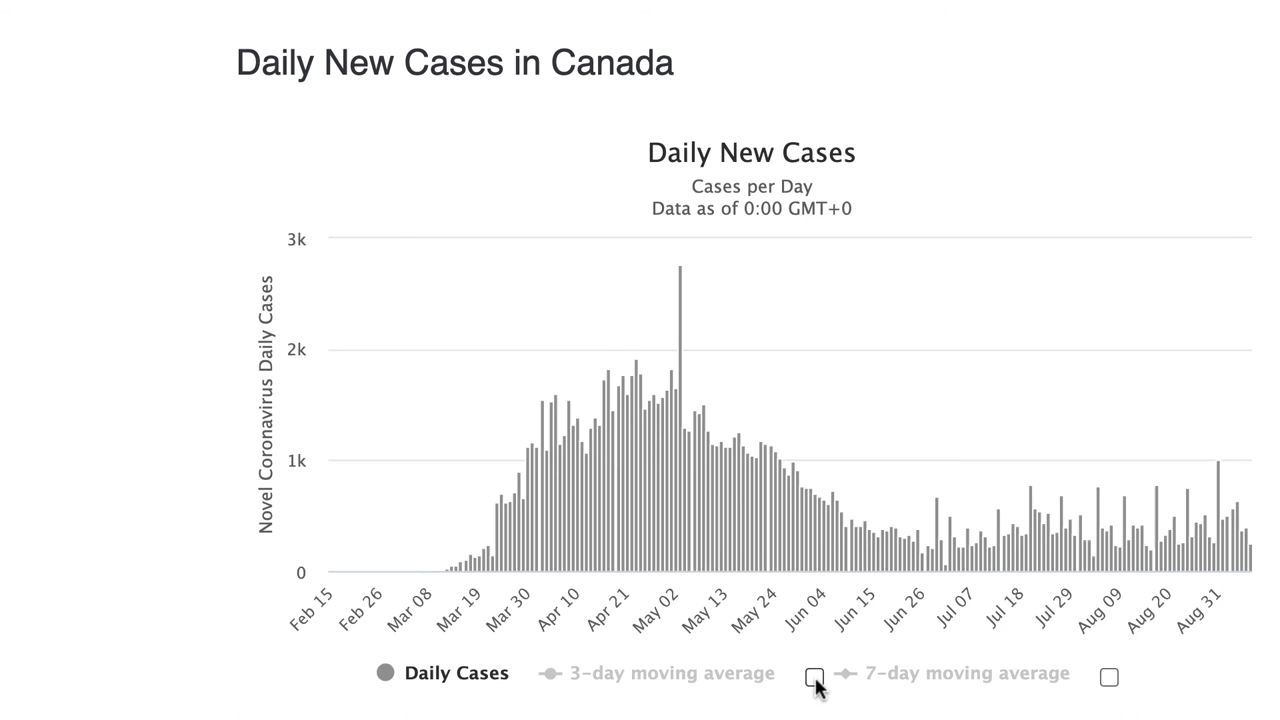 Daily New Cases in Canada
Daily New Cases
Cases per Day
Data as of 0:00 GMT+0
Novel Coronavirus Daily Cases
3k
2k
1k
0
Feb 15
Feb 26
Mar 08
Mar 19
Mar 30
Apr 10
Apr 21
May 02
May 13
May 24
Jun 04
Jun 15
Jun 26
Jul 07
Jul 18
Jul 29
Aug 09
Aug 20
Aug 31
Daily Cases 3-day moving average 7-day moving average